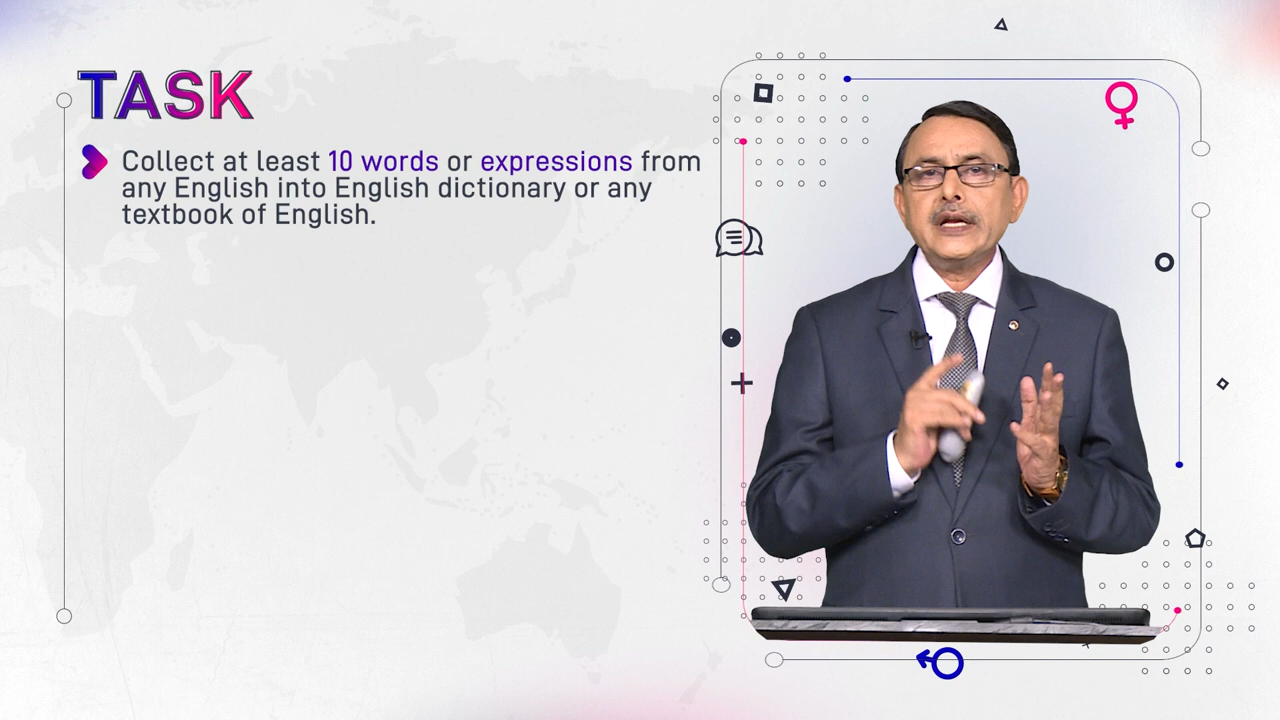 TASK
Collect at least 10 words or expressions from
any English into English dictionary or any
textbook of English.